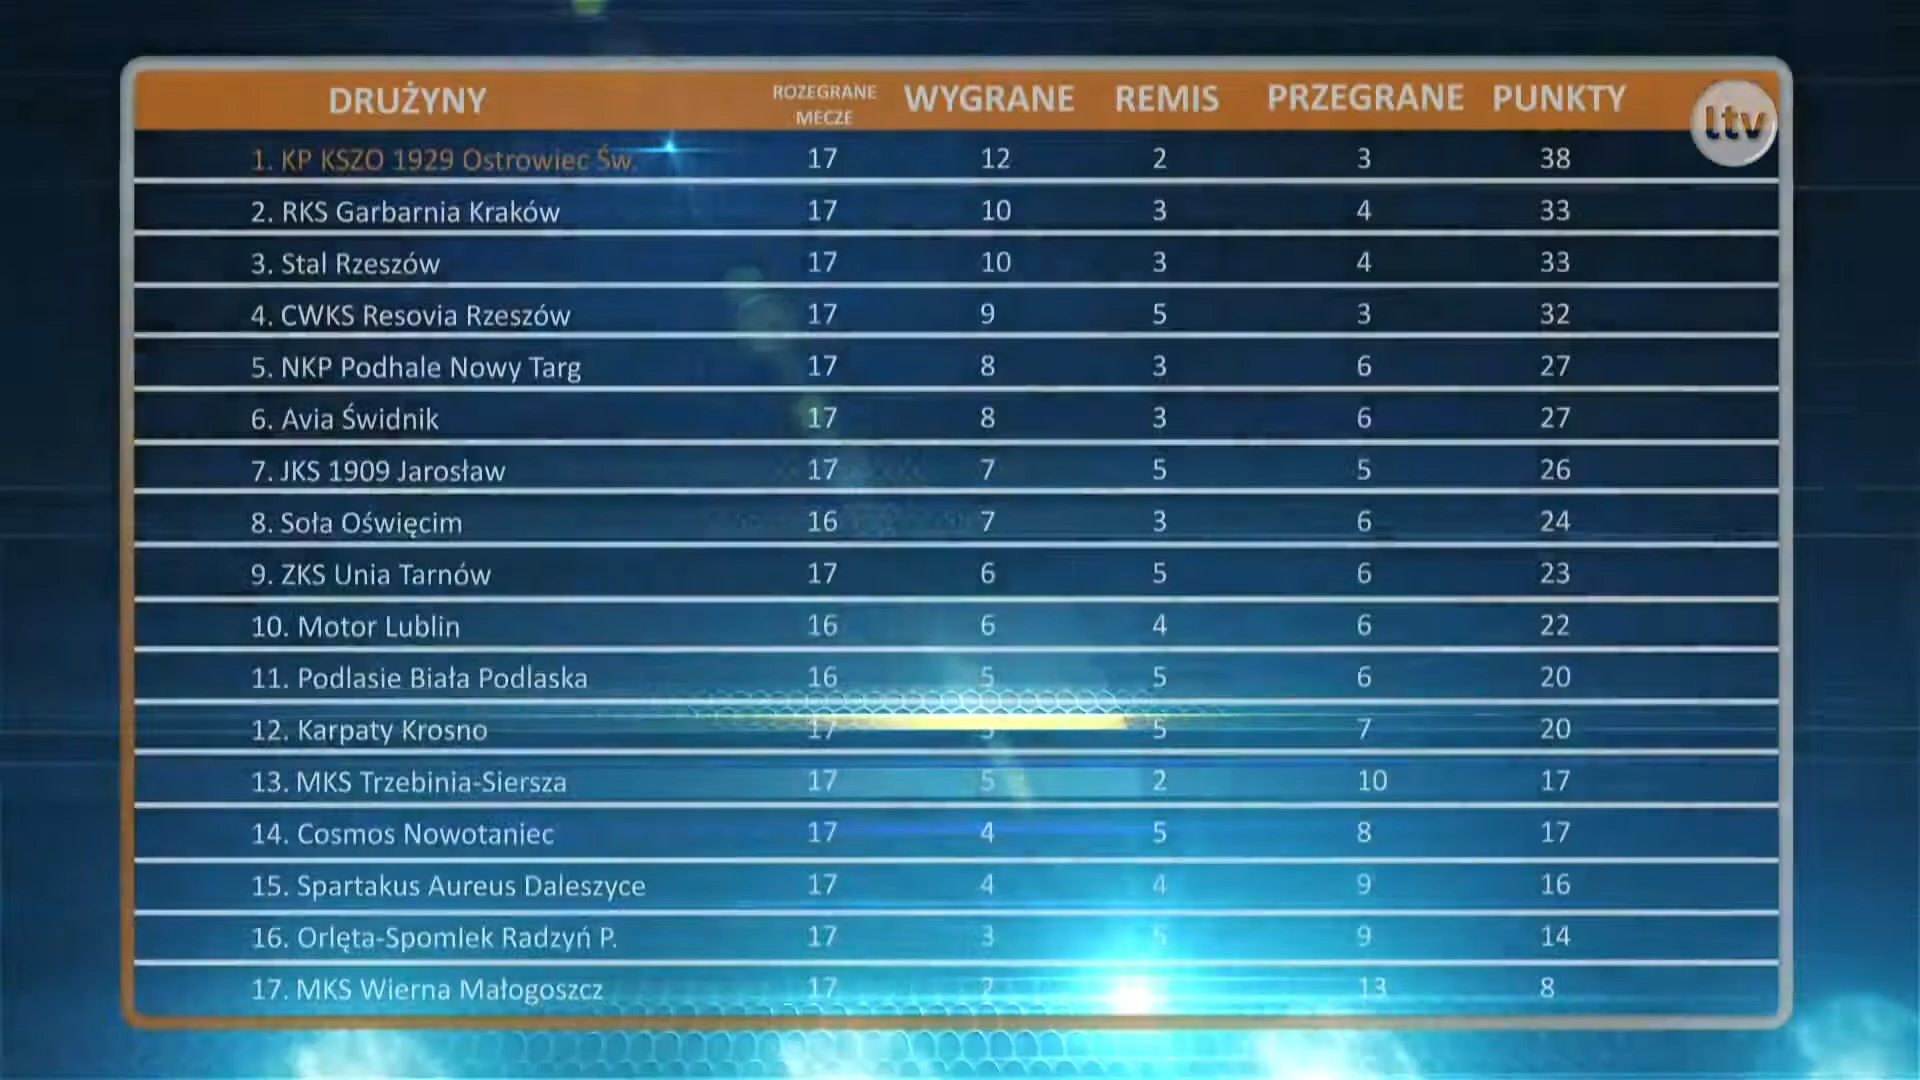 DRUŻYNY ROZEGRANE MECZE WYGRANE REMIS PRZEGRANE PUNKTY
ltv
1. KP KSZO 1929 Ostrowiec Św. 17 12 2 3 38
2. RKS Garbarnia Kraków 17 10 3 4 33
3. Stal Rzeszów 17 10 3 4 33
4. CWKS Resovia Rzeszów 17 9 5 3 32
5. NKP Podhale Nowy Targ 17 8 3 6 27
6. Avia Świdnik 17 8 3 6 27
7. JKS 1909 Jarosław 17 7 5 5 26
8. Soła Oświęcim 16 7 3 6 24
9. ZKS Unia Tarnów 17 6 5 6 23
10. Motor Lublin 16 6 4 6 22
11. Podlasie Biała Podlaska 16 5 5 6 20
12. Karpaty Krosno 17 5 5 7 20
13. MKS Trzebinia-Siersza 17 5 2 10 17
14. Cosmos Nowotaniec 17 4 5 8 17
15. Spartakus Aureus Daleszyce 17 4 4 9 16
16. Orlęta-Spomlek Radzyń P. 17 3 5 9 14
17. MKS Wierna Małogoszcz 17 2 13 8